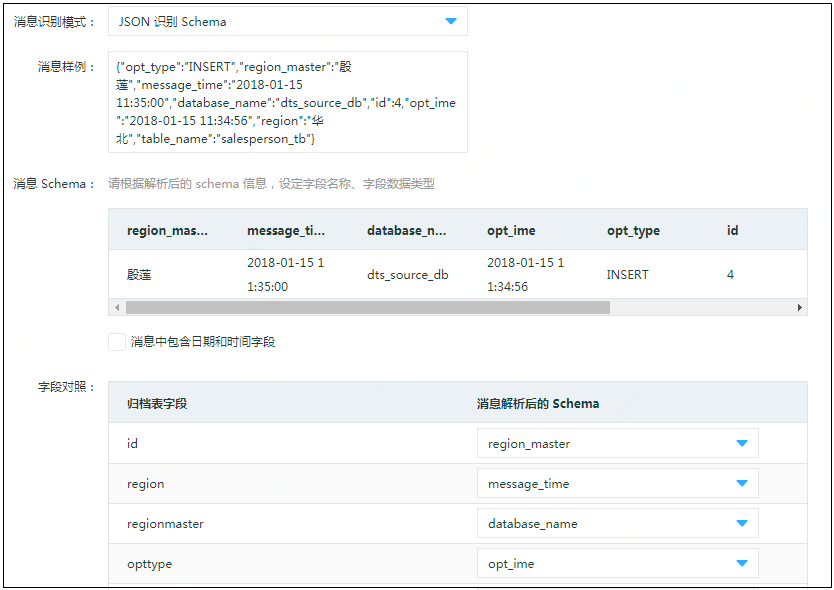 消息识别模式： JSON 识别 Schema
消息样例： {"opt_type":"INSERT","region_master":"殷
莲","message_time":"2018-01-15
11:35:00","database_name":"dts_source_db","id":4,"opt_ime
":"2018-01-15 11:34:56","region":"华
北","table_name":"salesperson_tb"}
消息 Schema： 请根据解析后的 schema 信息，设定字段名称、字段数据类型
region_mas... message_ti... database_n... opt_ime opt_type id
殷莲 2018-01-15 1 dts_source_db 2018-01-15 1 INSERT 4
1:35:00 1:34:56
消息中包含日期和时间字段
字段对照： 归档表字段 消息解析后的 Schema
id region_master
region message_time
regionmaster database_name
opttype opt_ime